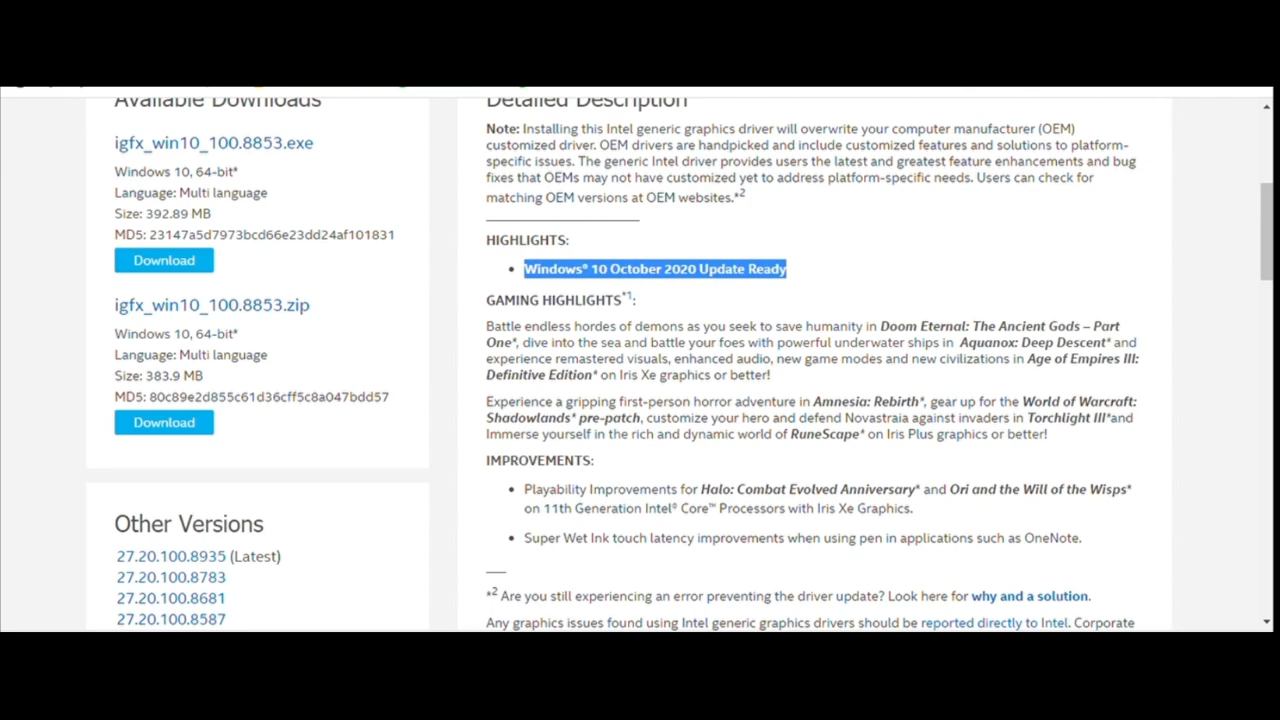 Available Downloads
igfx_win10_100.8853.exe
Windows 10, 64-bit*
Language: Multi language
Size: 392.89 MB
MD5: 23147a5d7973bcd66e23dd24af101831
Download
igfx_win10_100.8853.zip
Windows 10, 64-bit*
Language: Multi language
Size: 383.9 MB
MD5: 80c89e2d855c61d36cff5c8a047bdd57
Download
Other Versions
27.20.100.8935 (Latest)
27.20.100.8783
27.20.100.8681
27.20.100.8587
Detailed Description
Note: Installing this Intel generic graphics driver will overwrite your computer manufacturer (OEM)
customized driver. OEM drivers are handpicked and include customized features and solutions to platform-
specific issues. The generic Intel driver provides users the latest and greatest feature enhancements and bug
fixes that OEMs may not have customized yet to address platform-specific needs. Users can check for
matching OEM versions at OEM websites.*2
HIGHLIGHTS:
• Windows® 10 October 2020 Update Ready
GAMING HIGHLIGHTS*1:
Battle endless hordes of demons as you seek to save humanity in Doom Eternal: The Ancient Gods – Part
One*, dive into the sea and battle your foes with powerful underwater ships in Aquanox: Deep Descent* and
experience remastered visuals, enhanced audio, new game modes and new civilizations in Age of Empires III:
Definitive Edition* on Iris Xe graphics or better!
Experience a gripping first-person horror adventure in Amnesia: Rebirth*, gear up for the World of Warcraft:
Shadowlands* pre-patch, customize your hero and defend Novastraia against invaders in Torchlight III*and
Immerse yourself in the rich and dynamic world of RuneScape* on Iris Plus graphics or better!
IMPROVEMENTS:
• Playability Improvements for Halo: Combat Evolved Anniversary* and Ori and the Will of the Wisps*
on 11th Generation Intel® Core™ Processors with Iris Xe Graphics.
• Super Wet Ink touch latency improvements when using pen in applications such as OneNote.
*2 Are you still experiencing an error preventing the driver update? Look here for why and a solution.
Any graphics issues found using Intel generic graphics drivers should be reported directly to Intel. Corporate